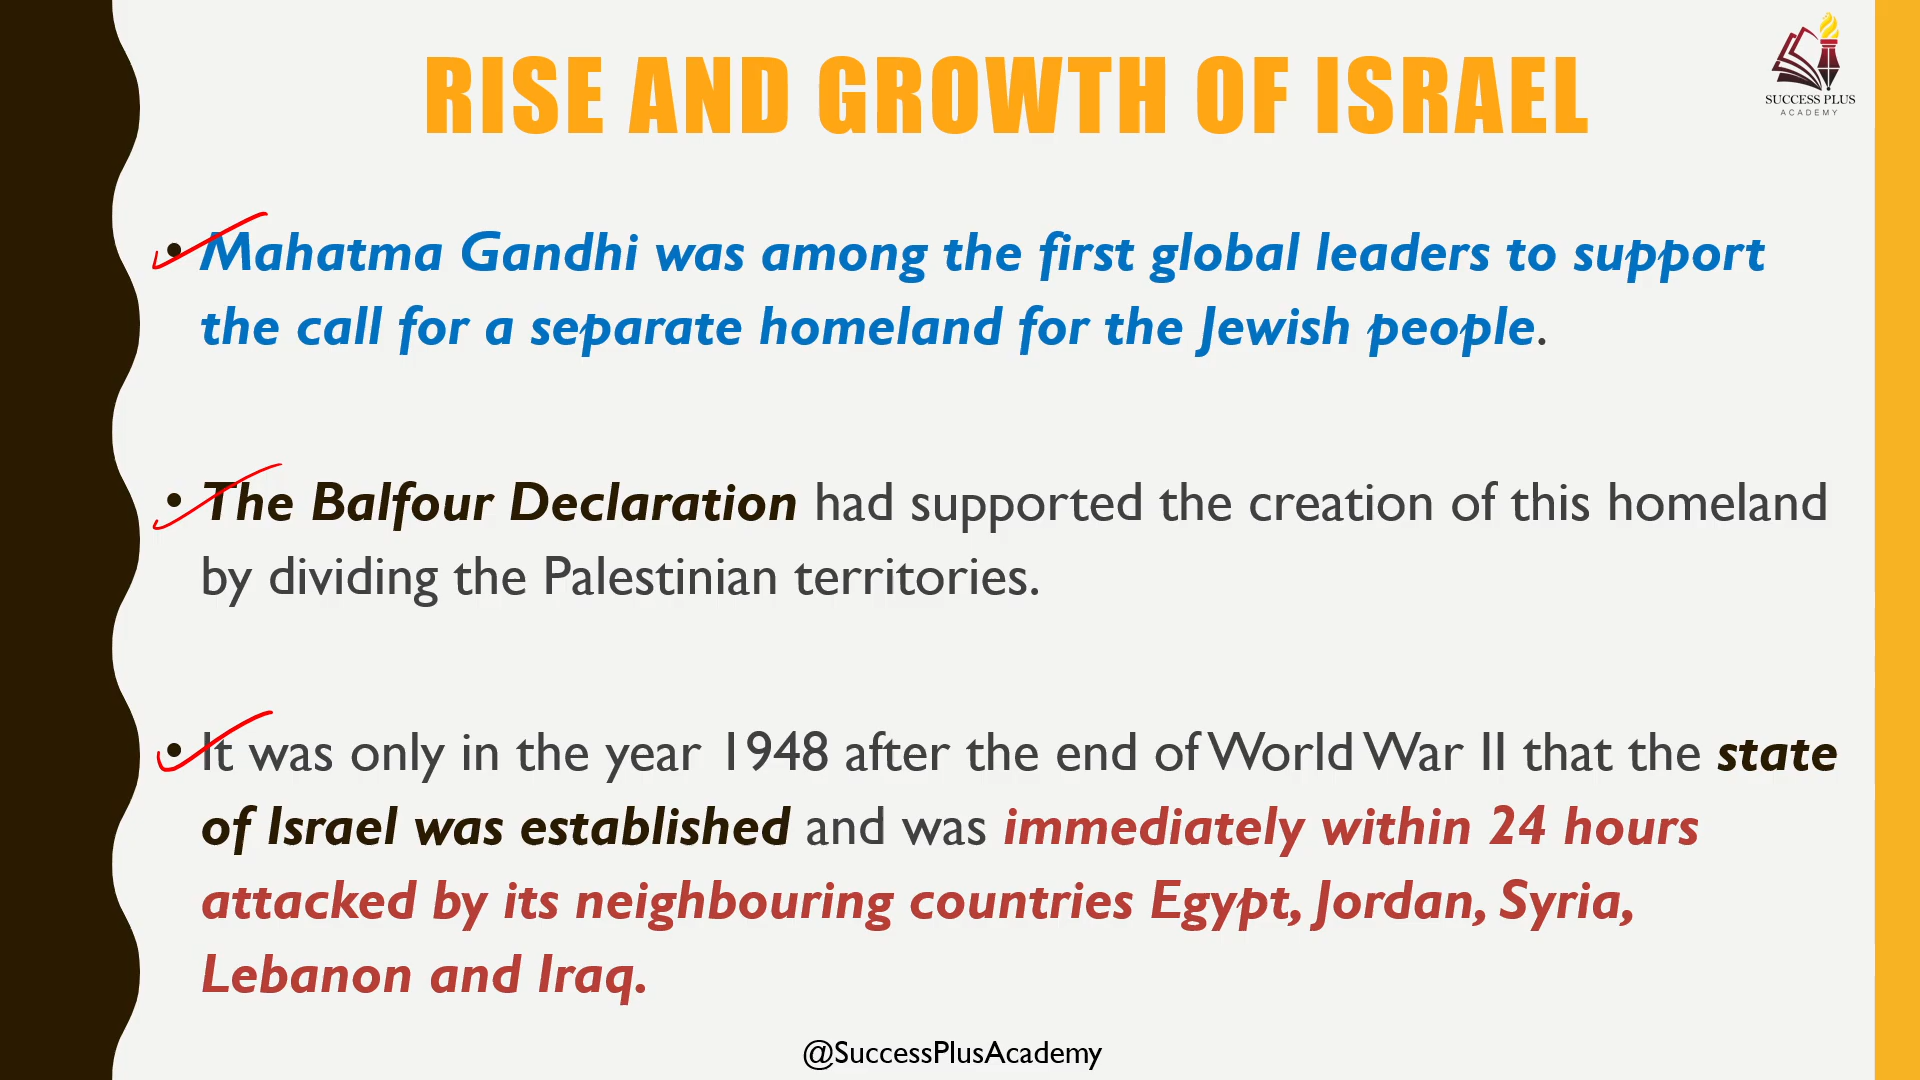 RISE AND GROWTH OF ISRAEL
SUCCESS PLUS
ACADEMY
• Mahatma Gandhi was among the first global leaders to support
the call for a separate homeland for the Jewish people.
• The Balfour Declaration had supported the creation of this homeland
by dividing the Palestinian territories.
• It was only in the year 1948 after the end of World War II that the state
of Israel was established and was immediately within 24 hours
attacked by its neighbouring countries Egypt, Jordan, Syria,
Lebanon and Iraq.
@SuccessPlusAcademy